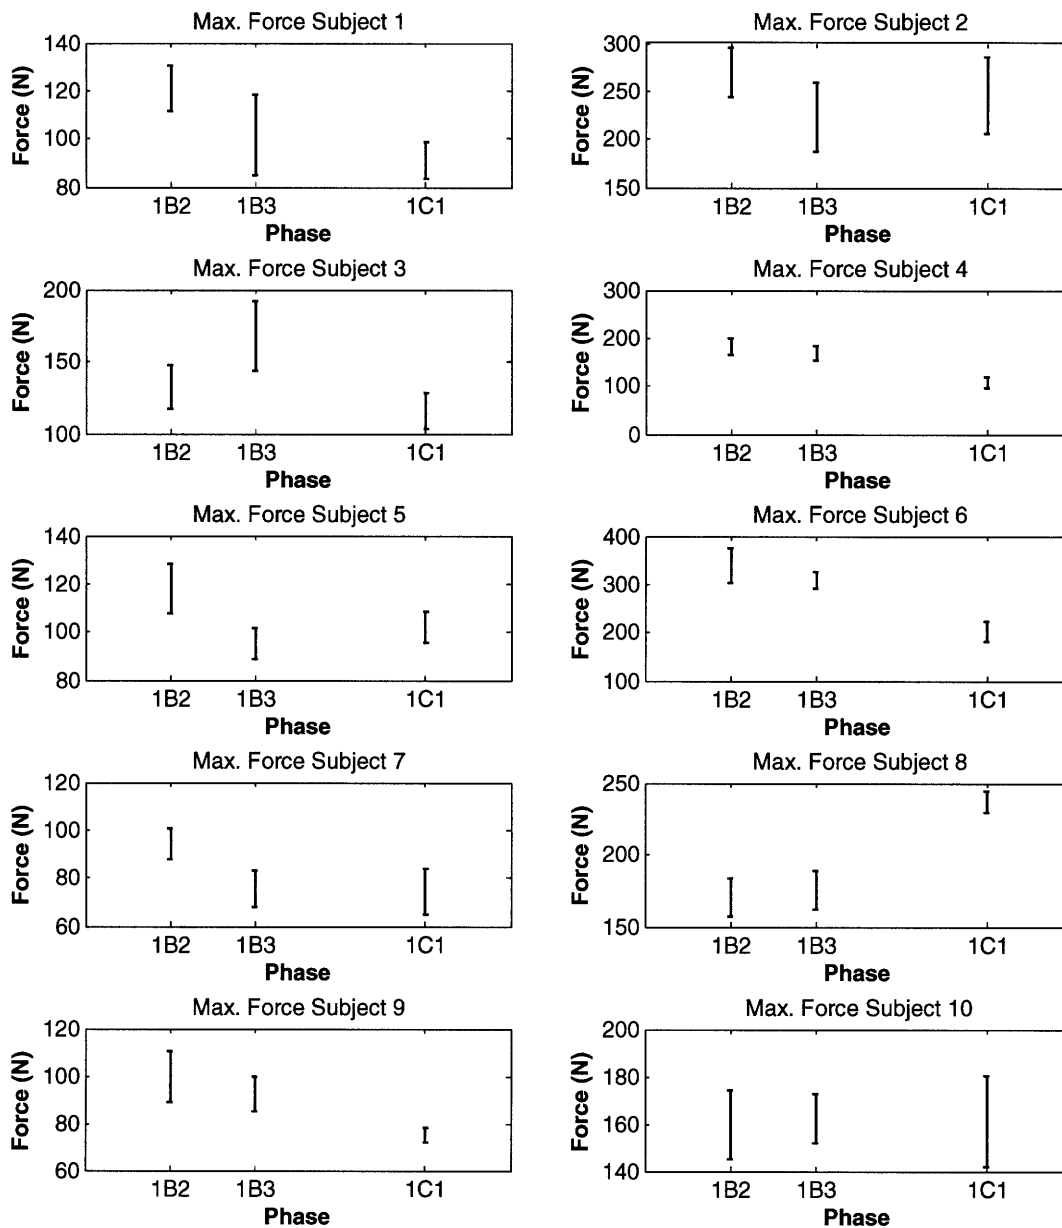 Max. Force Subject 1
140
120
100
80
Force (N)
1B2 1B3 1C1
Phase
Max. Force Subject 2
300
250
200
150
Force (N)
1B2 1B3 1C1
Phase
Max. Force Subject 3
200
150
100
Force (N)
1B2 1B3 1C1
Phase
Max. Force Subject 4
300
200
100
0
Force (N)
1B2 1B3 1C1
Phase
Max. Force Subject 5
140
120
100
80
Force (N)
1B2 1B3 1C1
Phase
Max. Force Subject 6
400
300
200
100
Force (N)
1B2 1B3 1C1
Phase
Max. Force Subject 7
120
100
80
60
Force (N)
1B2 1B3 1C1
Phase
Max. Force Subject 8
250
200
150
Force (N)
1B2 1B3 1C1
Phase
Max. Force Subject 9
120
100
80
60
Force (N)
1B2 1B3 1C1
Phase
Max. Force Subject 10
200
180
160
140
Force (N)
1B2 1B3 1C1
Phase